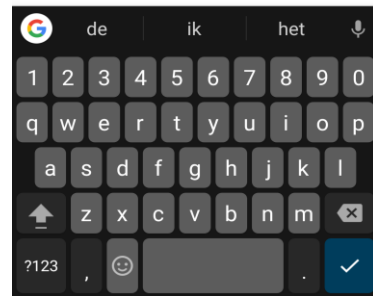 G de ik het
1 2 3 4 5 6 7 8 9 0
q w e r t y u i o p
a s d f g h j k l
z x c v b n m
?123 , .